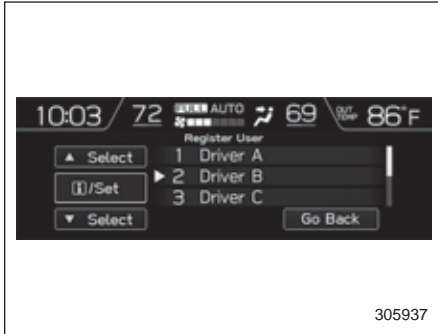 10:03 72 FULL AUTO 69 OUT TEMP 86°F
Register User
▲ Select
1 Driver A
i/Set
▶ 2 Driver B
▼ Select
3 Driver C
Go Back
305937